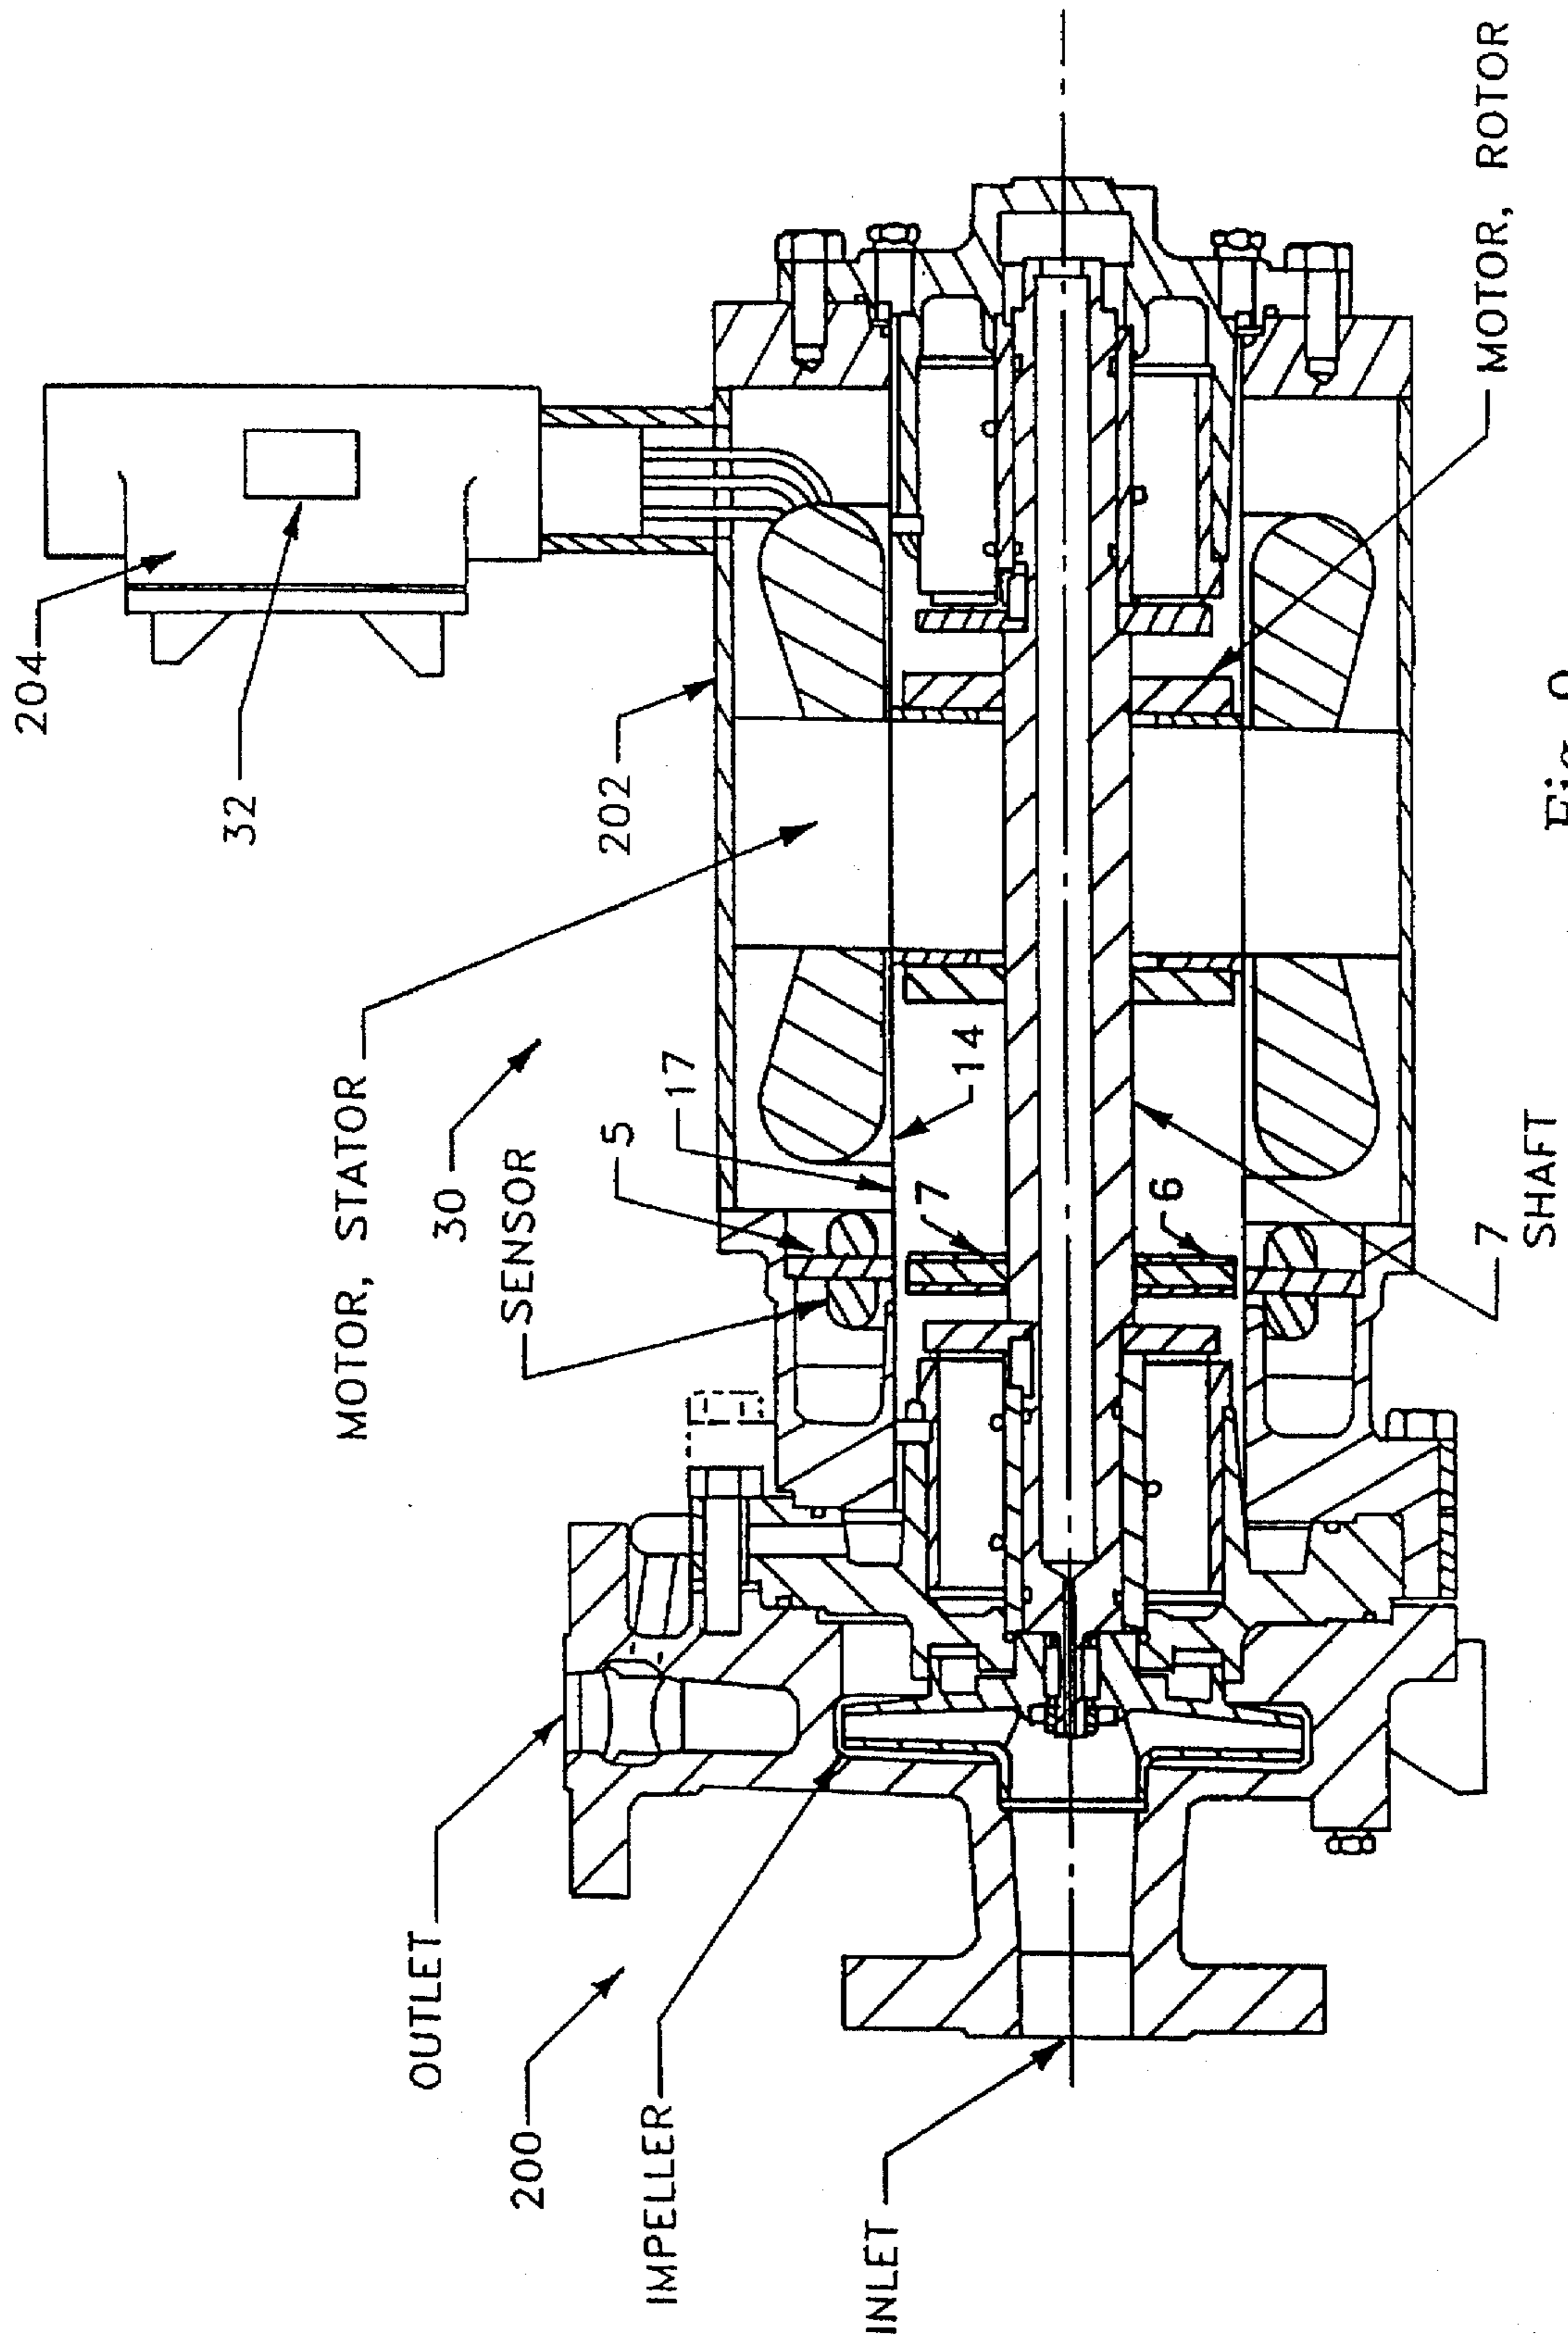 204
32
202
MOTOR, STATOR
30
SENSOR
5
17
14
7
6
OUTLET
200
IMPELLER
INLET
7
SHAFT
MOTOR, ROTOR